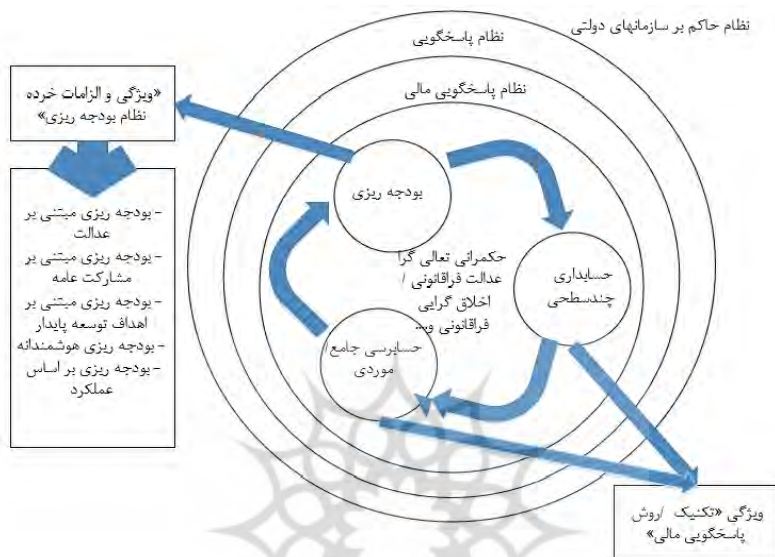 نظام حاکم بر سازمانهای دولتی
نظام پاسخگویی
نظام پاسخگویی مالی
«ویژگی و الزامات خرده
نظام بودجه ریزی»
بودجه ریزی
- بودجه ریزی مبتنی بر
عدالت
- بودجه ریزی مبتنی بر
مشارکت عامه
- بودجه ریزی مبتنی بر
اهداف توسعه پایدار
- بودجه ریزی هوشمندانه
- بودجه ریزی بر اساس
عملکرد
حکمرانی تعالی گرا
عدالت فراقانونی /
اخلاق گرایی
فراقانونی و...
حسابداری
چندسطحی
حسابرسی جامع/
موردی
ویژگی «تکنیک /روش
پاسخگویی مالی»